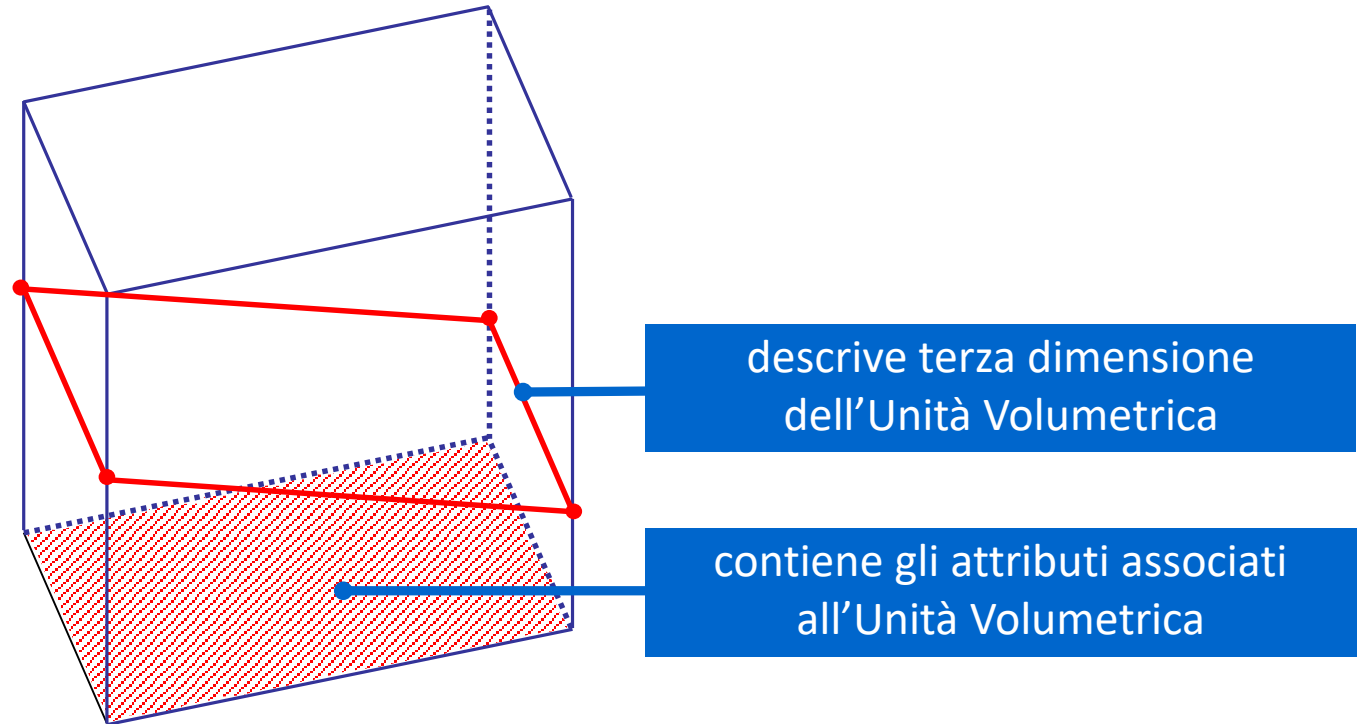 descrive terza dimensione
dell’Unità Volumetrica
contiene gli attributi associati
all’Unità Volumetrica